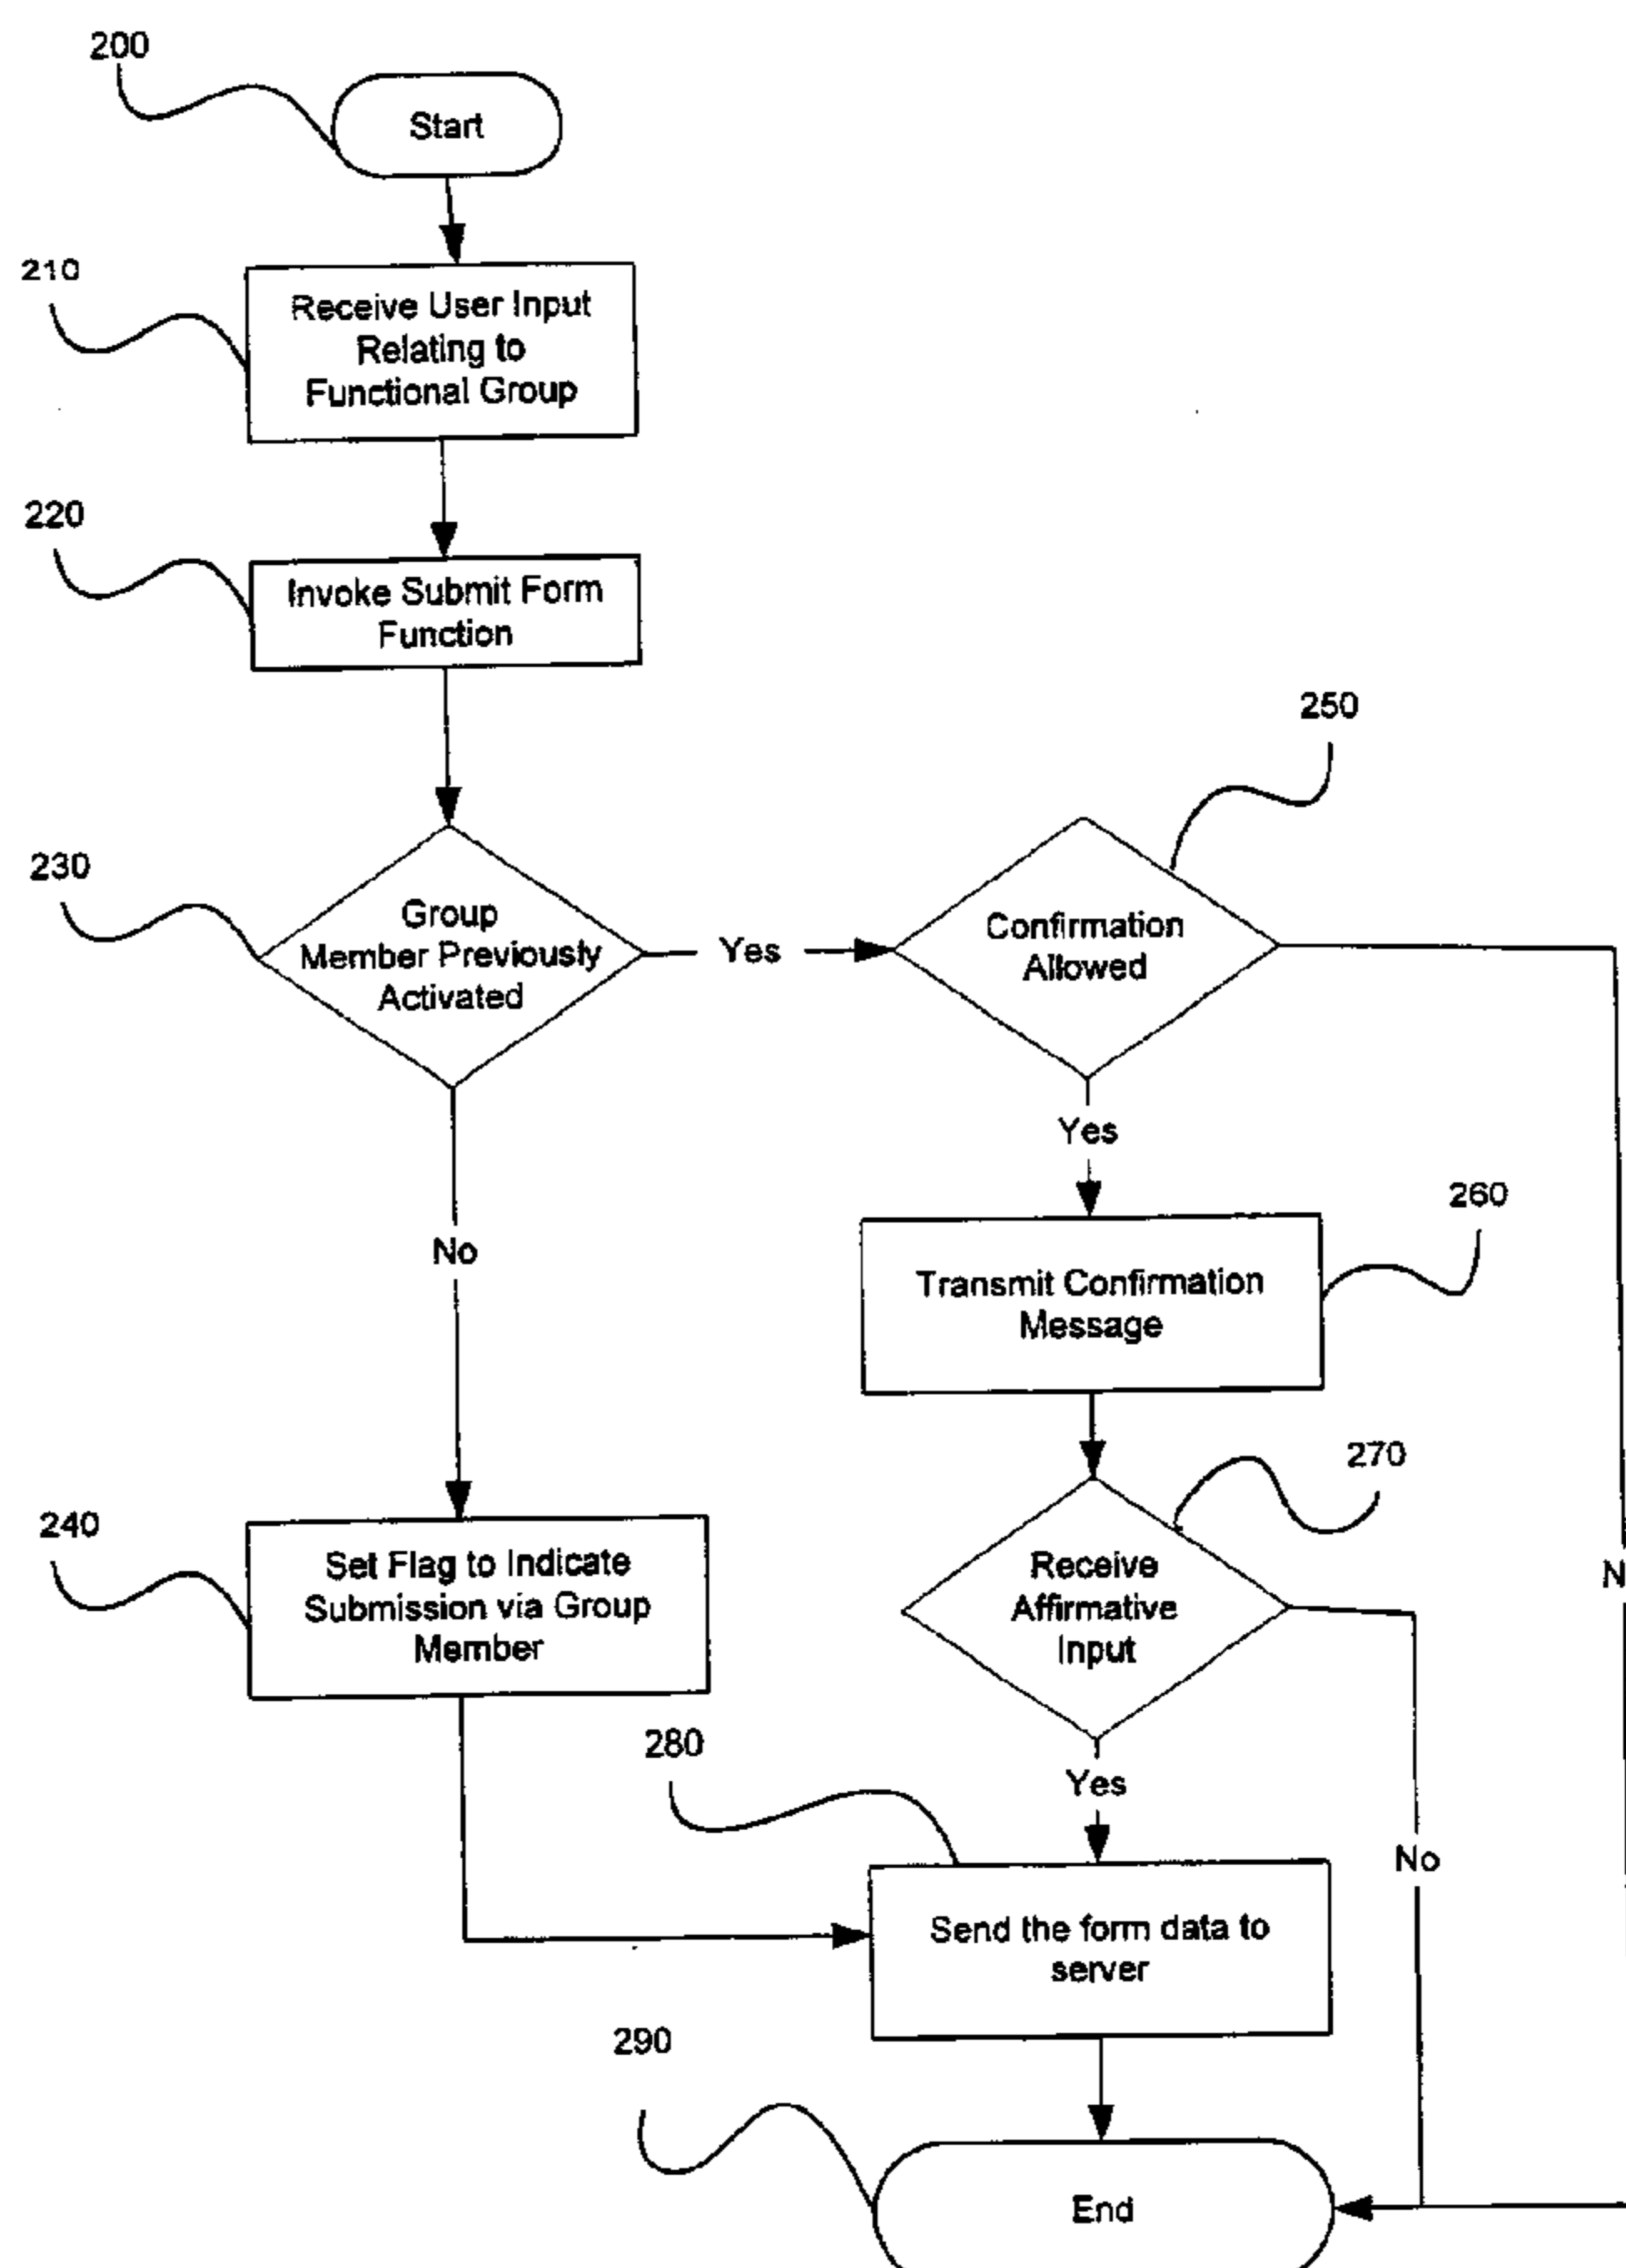 200
Start
210
Receive User Input
Relating to
Functional Group
220
Invoke Submit Form
Function
250
230
Group
Member Previously
Activated
Yes
Confirmation
Allowed
Yes
No
260
Transmit Confirmation
Message
270
240
Set Flag to Indicate
Submission via Group
Member
Receive
Affirmative
Input
280
Yes
No
Send the form data to
server
290
End